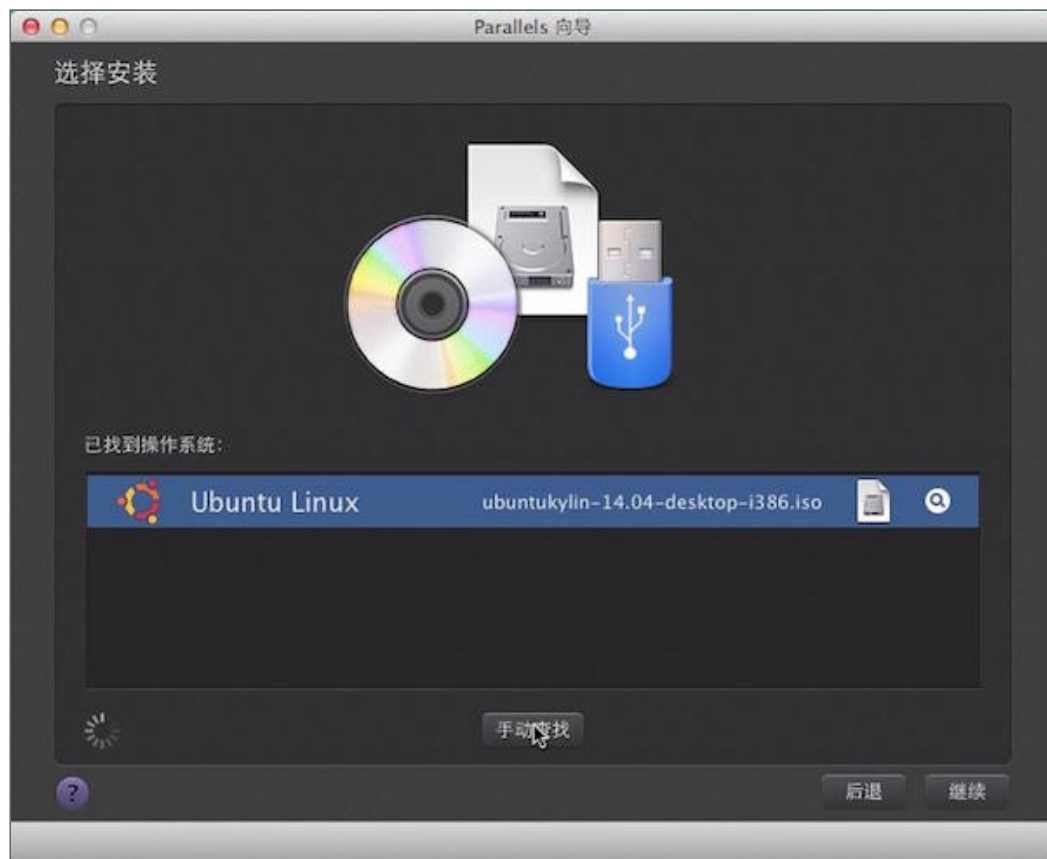 Parallels 向导
选择安装
已找到操作系统:
Ubuntu Linux ubuntukylin-14.04-desktop-i386.iso
手动查找
?
后退 继续